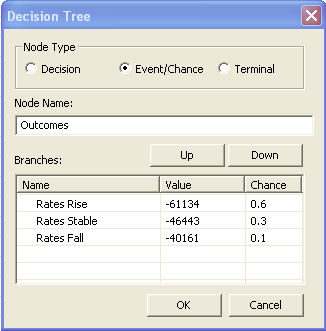 Decision Tree
Node Type
Decision Event/Chance Terminal
Node Name:
Outcomes
Branches: Up Down
Name Value Chance
Rates Rise -61134 0.6
Rates Stable -46443 0.3
Rates Fall -40161 0.1
OK Cancel